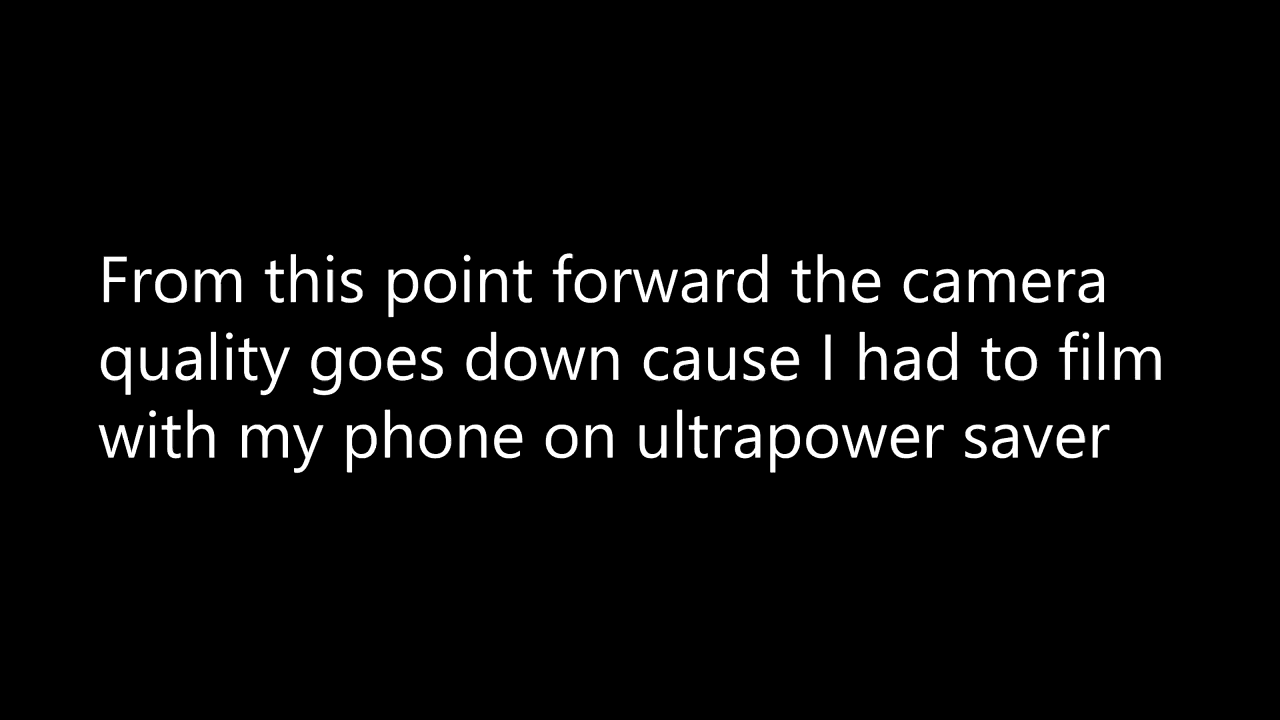 From this point forward the camera
quality goes down cause I had to film
with my phone on ultrapower saver